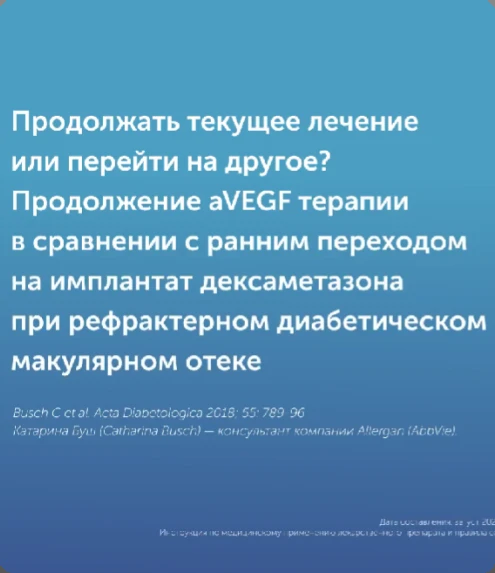 Продолжать текущее лечение
или перейти на другое?
Продолжение aVEGF терапии
в сравнении с ранним переходом
на имплантат дексаметазона
при рефрактерном диабетическом
макулярном отеке
Busch C et al. Acta Diabetologica 2018; 55: 789-96
Катарина Буш (Catharina Busch) — консультант компании Allergan (AbbVie).
Дата составления: август 202
Инструкция по медицинскому применению лекарственного препарата и правила